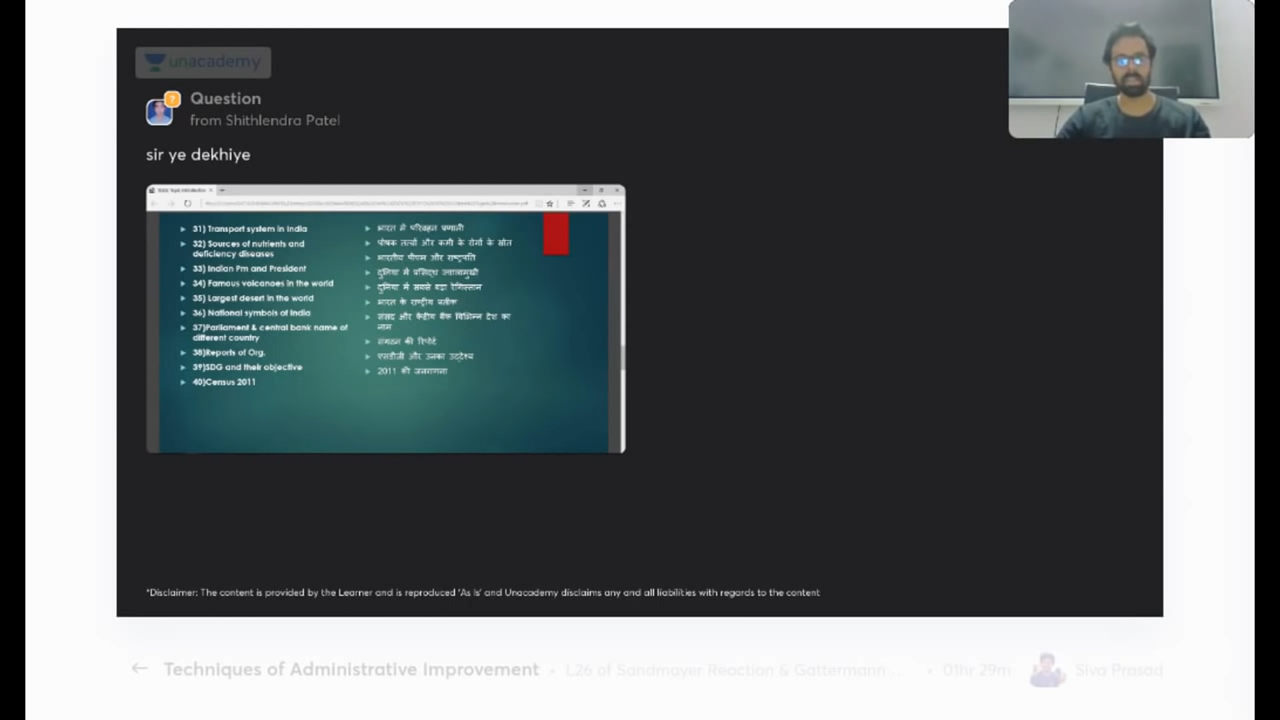 unacademy
Question
from Shithlendra Patel
sir ye dekhiye
31) Transport system in India
32) Sources of nutrients and
deficiency diseases
33) Indian Pm and President
34) Famous volcanoes in the world
35) Largest desert in the world
36) National symbols of India
37)Parliament & central bank name of
different country
38)Reports of Org.
39)SDG and their objective
40)Census 2011
भारत में परिवहन प्रणाली
पोषक तत्वों और कमी के रोगों के स्रोत
भारतीय पीएम और राष्ट्रपति
दुनिया में प्रसिद्ध ज्वालामुखी
दुनिया में सबसे बड़ा रेगिस्तान
भारत के राष्ट्रीय प्रतीक
संसद और केंद्रीय बैंक विभिन्न देश का
नाम
संगठन की रिपोर्ट
एसडीजी और उनका उद्देश्य
2011 की जनगणना
*Disclaimer: The content is provided by the Learner and is reproduced 'As Is' and Unacademy disclaims any and all liabilities with regards to the content
Techniques of Administrative Improvement • L26 of Sandmayer Reaction & Gattermann ... • 01hr 29m Siva Prasad